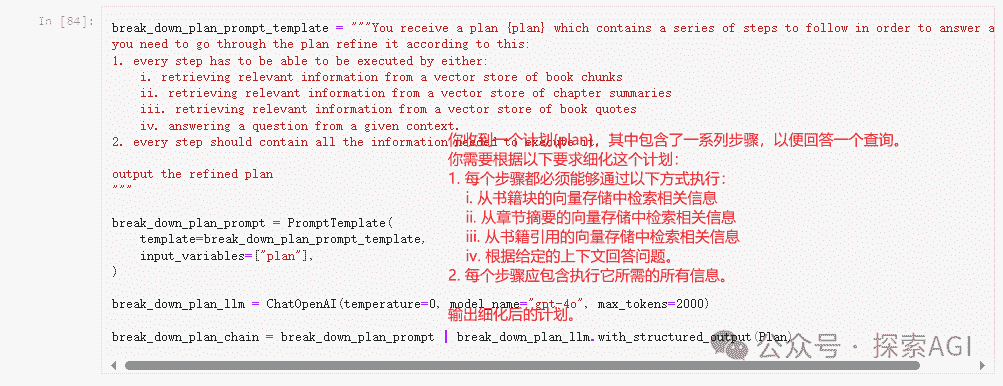 In [84]:
break_down_plan_prompt_template = """You receive a plan {plan} which contains a series of steps to follow in order to answer a
you need to go through the plan refine it according to this:
1. every step has to be able to be executed by either:
i. retrieving relevant information from a vector store of book chunks
ii. retrieving relevant information from a vector store of chapter summaries
iii. retrieving relevant information from a vector store of book quotes
iv. answering a question from a given context.
2. every step should contain all the information needed to execute it.
output the refined plan
"""
你收到一个计划{plan}，其中包含了一系列步骤，以便回答一个查询。
你需要根据以下要求细化这个计划：
1. 每个步骤都必须能够通过以下方式执行：
i. 从书籍块的向量存储中检索相关信息
ii. 从章节摘要的向量存储中检索相关信息
iii. 从书籍引用的向量存储中检索相关信息
iv. 根据给定的上下文回答问题。
2. 每个步骤应包含执行它所需的所有信息。
输出细化后的计划。
break_down_plan_prompt = PromptTemplate(
template=break_down_plan_prompt_template,
input_variables=["plan"],
)
break_down_plan_llm = ChatOpenAI(temperature=0, model_name="gpt-4o", max_tokens=2000)
break_down_plan_chain = break_down_plan_prompt | break_down_plan_llm.with_structured_output(Plan)
公众号 · 探索AGI